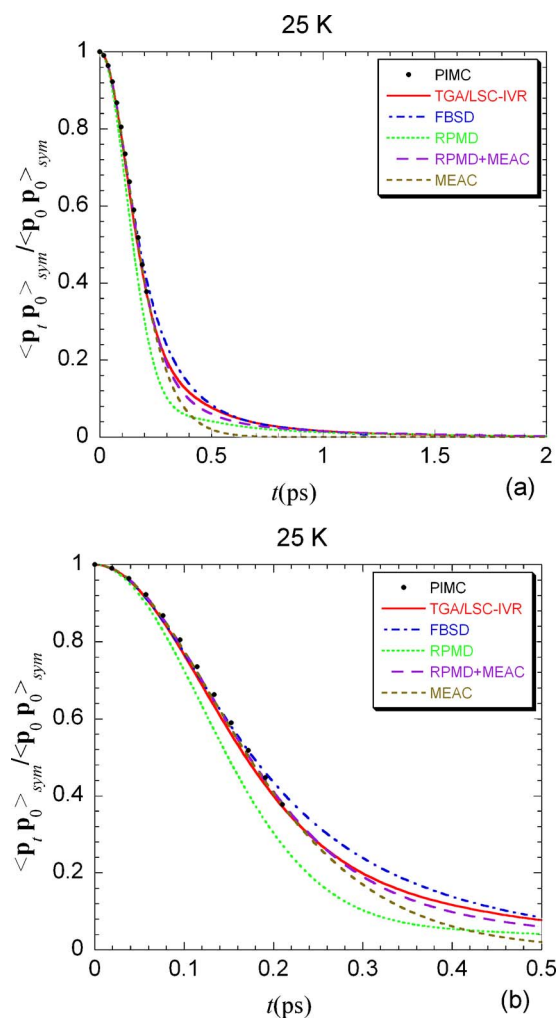 25 K
<p_t p_0>_sym/<p_0 p_0>_sym
1
0.8
0.6
0.4
0.2
0
PIMC
TGA/LSC-IVR
FBSD
RPMD
RPMD+MEAC
MEAC
0 0.5 1 1.5 2
t(ps)
(a)
25 K
<p_t p_0>_sym/<p_0 p_0>_sym
1
0.8
0.6
0.4
0.2
0
PIMC
TGA/LSC-IVR
FBSD
RPMD
RPMD+MEAC
MEAC
0 0.1 0.2 0.3 0.4 0.5
t(ps)
(b)